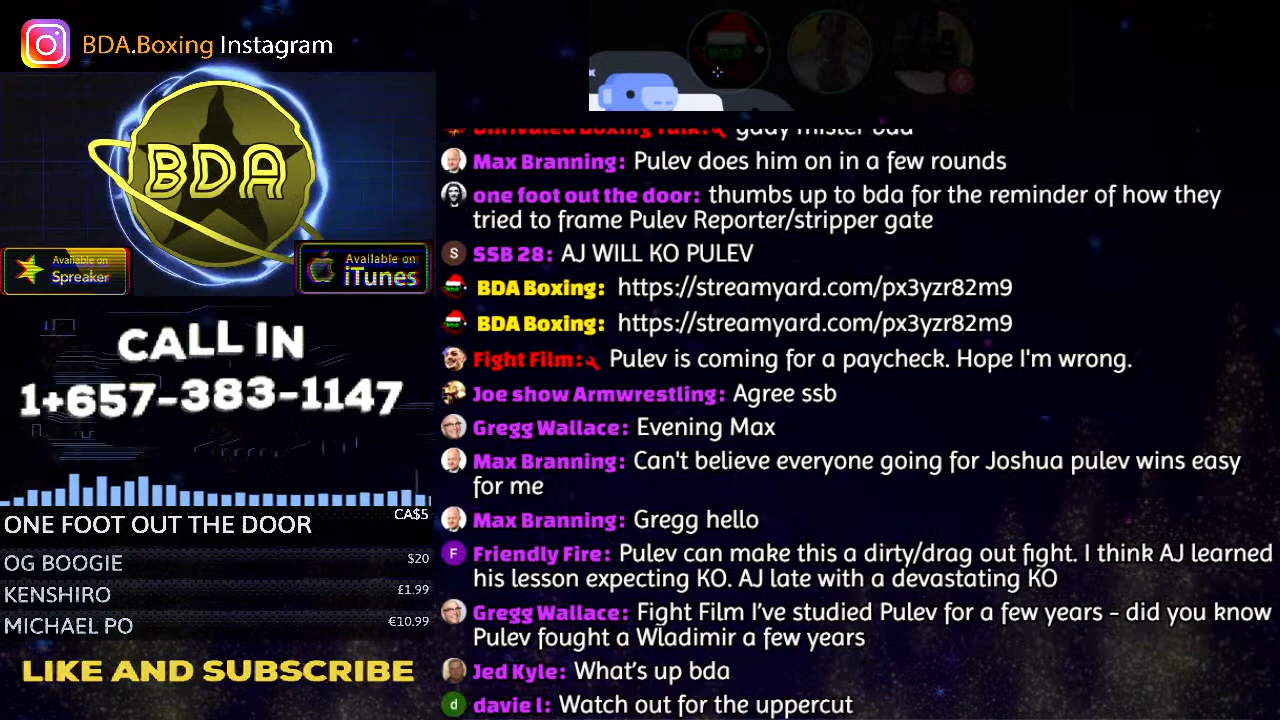 BDA.Boxing Instagram
BDA
Available on
Spreaker
Available on
iTunes
CALL IN
1+657-383-1147
ONE FOOT OUT THE DOOR CA$5
OG BOOGIE $20
KENSHIRO £1.99
MICHAEL PO €10.99
LIKE AND SUBSCRIBE
Unrivaled Boxing Talk: gady mister bda
Max Branning: Pulev does him on in a few rounds
one foot out the door: thumbs up to bda for the reminder of how they
tried to frame Pulev Reporter/stripper gate
S SSB 28: AJ WILL KO PULEV
BDA Boxing: https://streamyard.com/px3yzr82m9
BDA Boxing: https://streamyard.com/px3yzr82m9
Fight Film: Pulev is coming for a paycheck. Hope I'm wrong.
Joe show Armwrestling: Agree ssb
Gregg Wallace: Evening Max
Max Branning: Can't believe everyone going for Joshua pulev wins easy
for me
Max Branning: Gregg hello
F Friendly Fire: Pulev can make this a dirty/drag out fight. I think AJ learned
his lesson expecting KO. AJ late with a devastating KO
Gregg Wallace: Fight Film I've studied Pulev for a few years - did you know
Pulev fought a Wladimir a few years
Jed Kyle: What's up bda
d davie l: Watch out for the uppercut